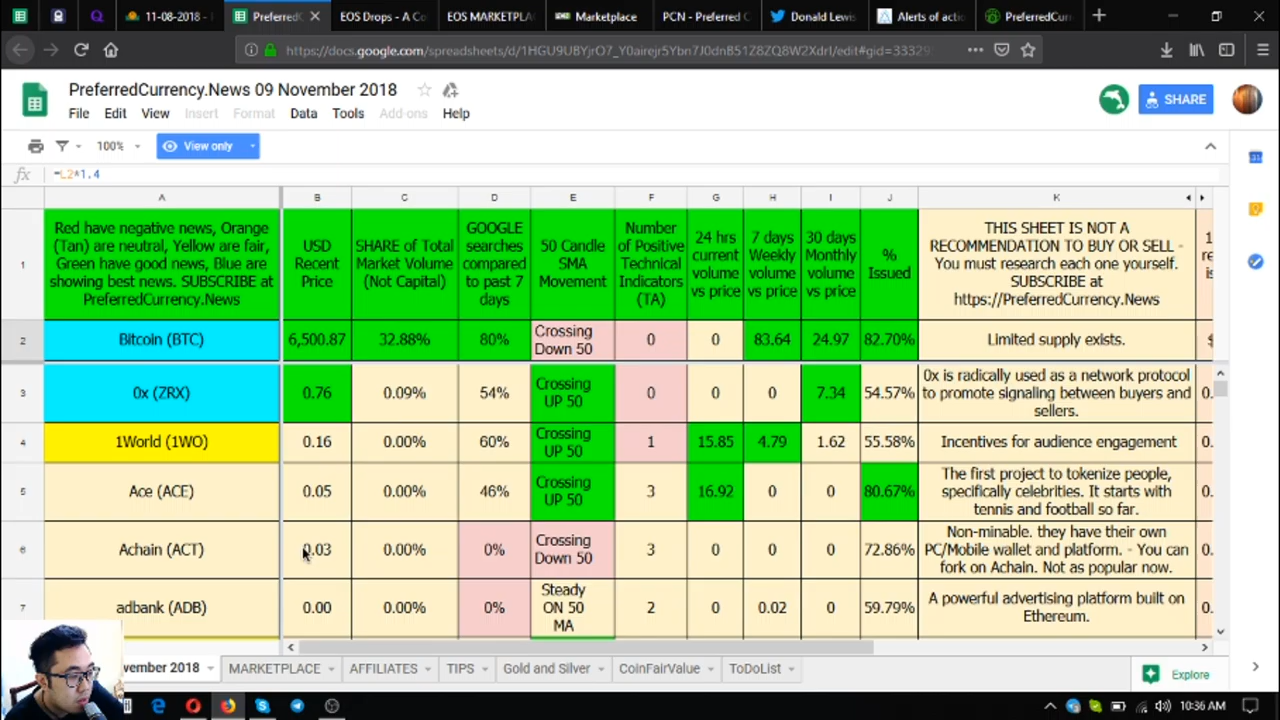 11-08-2018 -
Preferred
EOS Drops - A Co
EOS MARKETPLA
Marketplace
PCN - Preferred C
Donald Lewis
Alerts of acti
PreferredCurr
https://docs.google.com/spreadsheets/d/1HGU9UBYjrO7_Y0airejr5Ybn7J0dnB51Z8ZQ8W2XdrI/edit#gid=33329
PreferredCurrency.News 09 November 2018
SHARE
File Edit View Insert Format Data Tools Add-ons Help
100% View only
fx =L2*1.4
A B C D E F G H I J K
1
Red have negative news, Orange
(Tan) are neutral, Yellow are fair,
Green have good news, Blue are
showing best news. SUBSCRIBE at
PreferredCurrency.News
USD
Recent
Price
SHARE of Total
Market Volume
(Not Capital)
GOOGLE
searches
compared
to past 7
days
50 Candle
SMA
Movement
Number
of Positive
Technical
Indicators
(TA)
24 hrs
current
volume
vs price
7 days
Weekly
volume
vs price
30 days
Monthly
volume
vs price
%
Issued
THIS SHEET IS NOT A
RECOMMENDATION TO BUY OR SELL -
You must research each one yourself.
SUBSCRIBE at
https://PreferredCurrency.News
1
re
is
2 Bitcoin (BTC) 6,500.87 32.88% 80% Crossing
Down 50
0 0 83.64 24.97 82.70% Limited supply exists. $
3 0x (ZRX) 0.76 0.09% 54% Crossing
UP 50
0 0 0 7.34 54.57%
0x is radically used as a network protocol
to promote signaling between buyers and
sellers.
0.
4 1World (1WO) 0.16 0.00% 60% Crossing
UP 50
1 15.85 4.79 1.62 55.58% Incentives for audience engagement 0.
5 Ace (ACE) 0.05 0.00% 46% Crossing
UP 50
3 16.92 0 0 80.67%
The first project to tokenize people,
specifically celebrities. It starts with
tennis and football so far.
0.
6 Achain (ACT) 0.03 0.00% 0% Crossing
Down 50
3 0 0 0 72.86%
Non-minable. they have their own
PC/Mobile wallet and platform. - You can
fork on Achain. Not as popular now.
0.
7 adbank (ADB) 0.00 0.00% 0% Steady
ON 50
MA
2 0 0.02 0 59.79%
A powerful advertising platform built on
Ethereum.
0.
vember 2018 MARKETPLACE AFFILIATES TIPS Gold and Silver CoinFairValue ToDoList Explore
10:36 AM